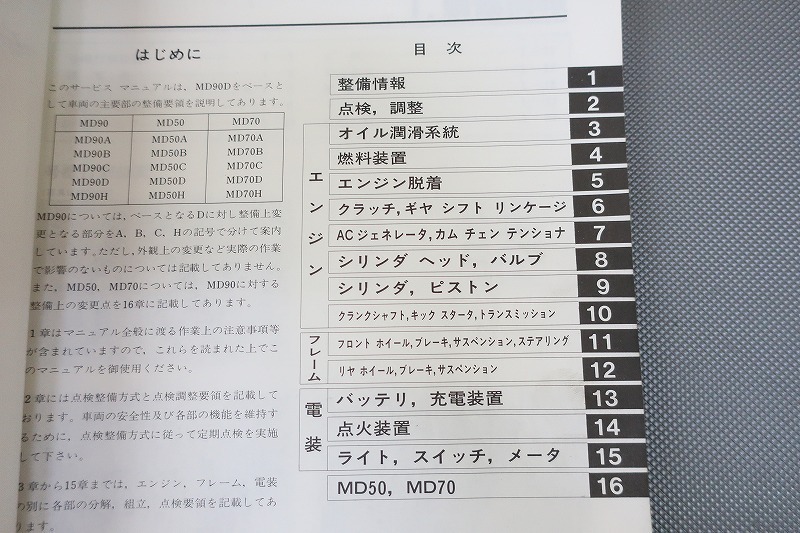 はじめに
このサービス マニュアルは，MD90Dをベースと
して車両の主要部の整備要領を説明してあります。
MD90 MD50 MD70
MD90A MD50A MD70A
MD90B MD50B MD70B
MD90C MD50C MD70C
MD90D MD50D MD70D
MD90H MD50H MD70H
MD90については，ベースとなるDに対し整備上変
更となる部分をA、B、C、Hの記号で分けて案内
しています。ただし，外観上の変更など実際の作業
で影響のないものについては記載してありません。
また，MD50，MD70については，MD90に対する
整備上の変更点を16章に記載してあります。
1章はマニュアル全般に渡る作業上の注意事項等
が含まれていますので，これらを読まれた上でこ
のマニュアルを御使用ください。
2章には点検整備方式と点検調整要領を記載して
おります。車両の安全性及び各部の機能を維持す
るために，点検整備方式に従って定期点検を実施
して下さい。
3章から15章までは，エンジン，フレーム，電装
の別に各部の分解，組立，点検要領を記載してあ
ります。
目 次
整備情報 1
点検，調整 2
エンジン
オイル潤滑系統 3
燃料装置 4
エンジン脱着 5
クラッチ，ギヤ シフト リンケージ 6
ACジェネレータ，カム チェン テンショナ 7
シリンダ ヘッド，バルブ 8
シリンダ，ピストン 9
クランクシャフト，キック スタータ，トランスミッション 10
フレーム
フロント ホイール，ブレーキ，サスペンション，ステアリング 11
リヤ ホイール，ブレーキ，サスペンション 12
電装
バッテリ，充電装置 13
点火装置 14
ライト，スイッチ，メータ 15
MD50，MD70 16